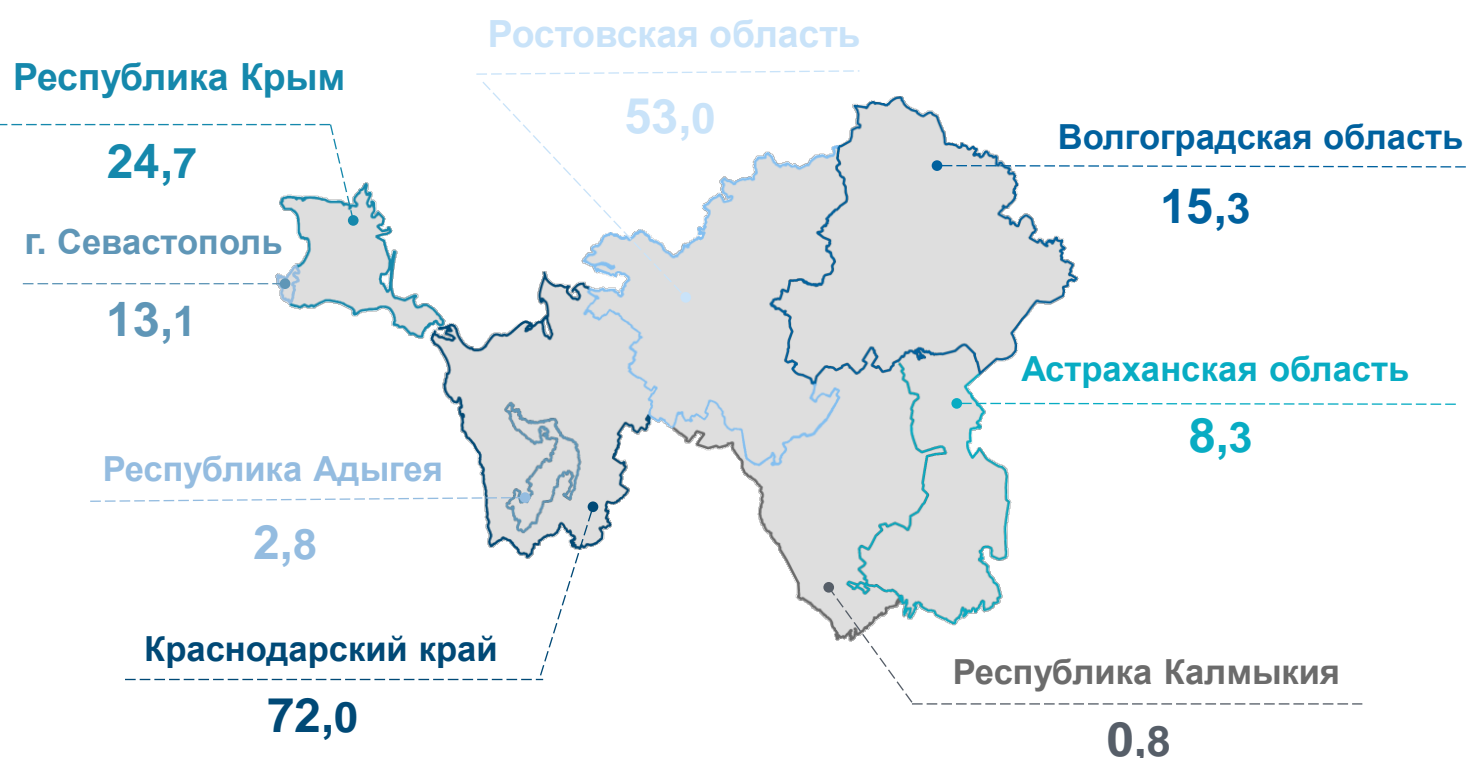 Ростовская область
53,0
Республика Крым
24,7
Волгоградская область
15,3
г. Севастополь
13,1
Астраханская область
8,3
Республика Адыгея
2,8
Краснодарский край
72,0
Республика Калмыкия
0,8